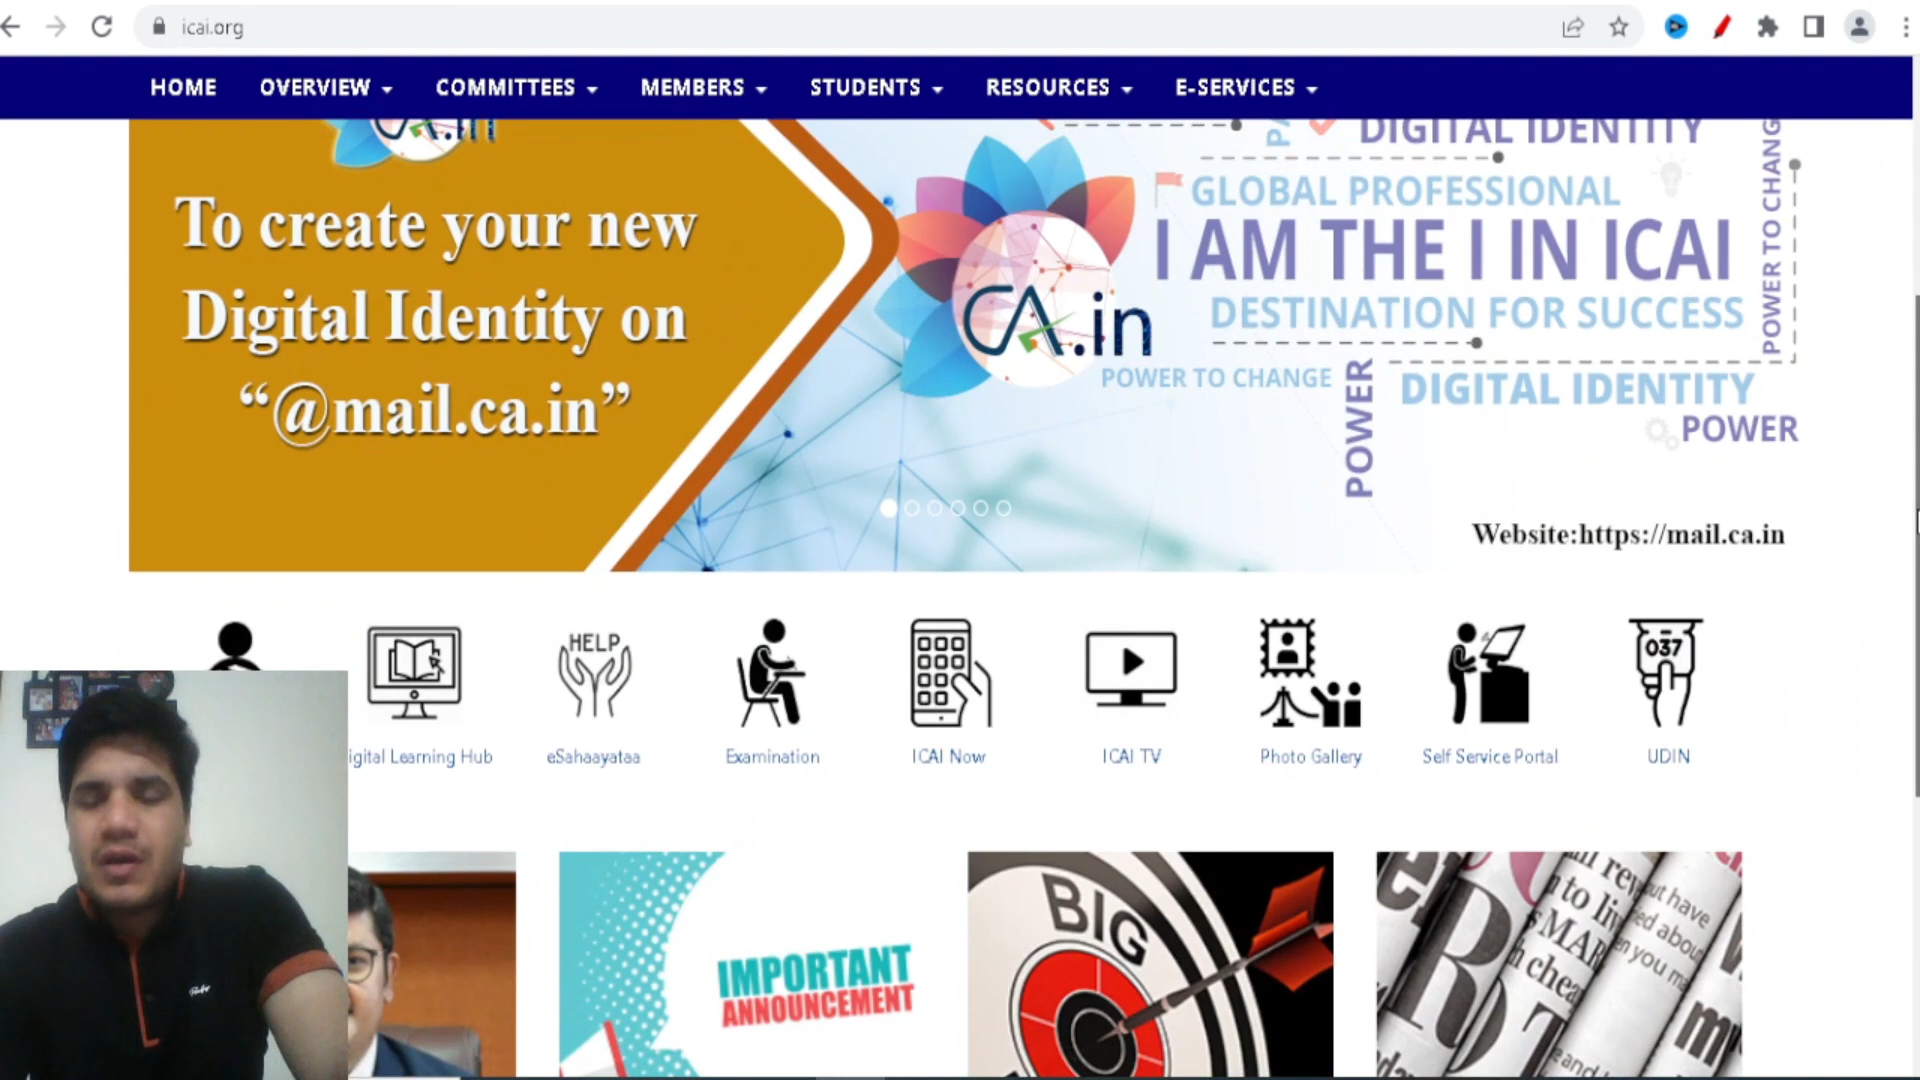 icai.org
HOME OVERVIEW COMMITTEES MEMBERS STUDENTS RESOURCES E-SERVICES
CA.in
To create your new
Digital Identity on
“@mail.ca.in”
DIGITAL IDENTITY
GLOBAL PROFESSIONAL
I AM THE I IN ICAI
DESTINATION FOR SUCCESS
POWER TO CHANGE
DIGITAL IDENTITY
POWER
POWER
POWER TO CHANG
CA.in
Website:https://mail.ca.in
HELP
037
igital Learning Hub
eSahaayataa
Examination
ICAI Now
ICAI TV
Photo Gallery
Self Service Portal
UDIN
IMPORTANT
ANNOUNCEMENT
BIG